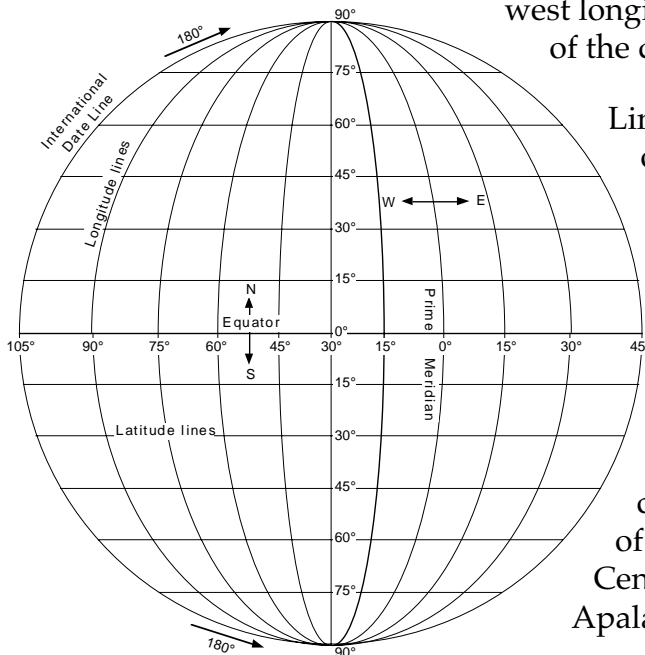 west longi
of the c
Lin
o
90°
180°
75°
International
Date Line
60°
Longitude lines
45°
W
E
30°
15°
N
Prime
Equator
0°
105°
90°
75°
60°
45°
30°
15°
0°
15°
30°
45
S
Meridian
15°
Latitude lines
30°
45°
c
60°
of
Cen
75°
Apala
180°
90°